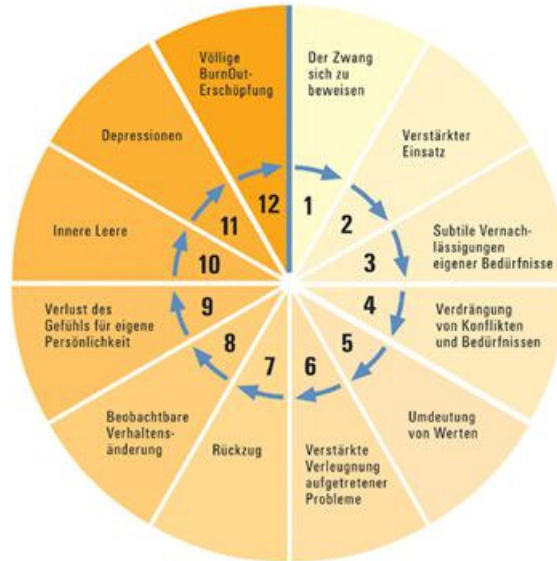 Der Zwang
sich zu
beweisen
1
Verstärkter
Einsatz
2
Subtile Vernach-
lässigungen
eigener Bedürfnisse
3
Verdrängung
von Konflikten
und Bedürfnissen
4
Umdeutung
von Werten
5
Verstärkte
Verleugnung
aufgetretener
Probleme
6
Rückzug
7
Beobachtbare
Verhaltens-
änderung
8
Verlust des
Gefühls für eigene
Persönlichkeit
9
Innere Leere
10
Depressionen
11
Völlige
BurnOut-
Erschöpfung
12